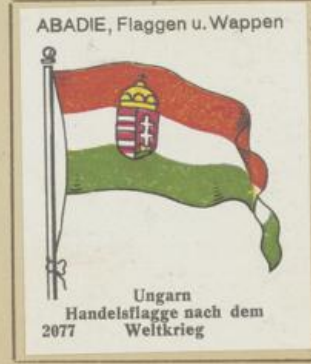 ABADIE, Flaggen u. Wappen
Ungarn
Handelsflagge nach dem
2077 Weltkrieg